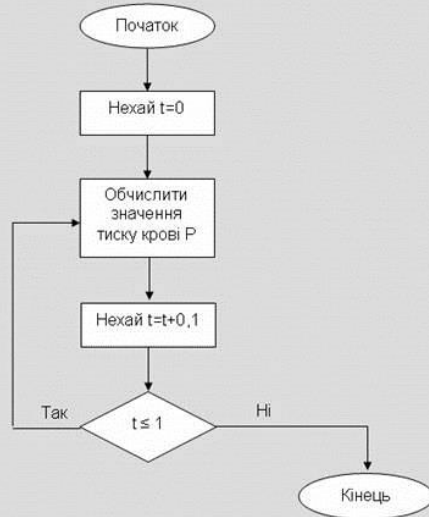 Початок
Нехай t=0
Обчислити
значення
тиску крові P
Нехай t=t+0,1
Так
t ≤ 1
Ні
Кінець